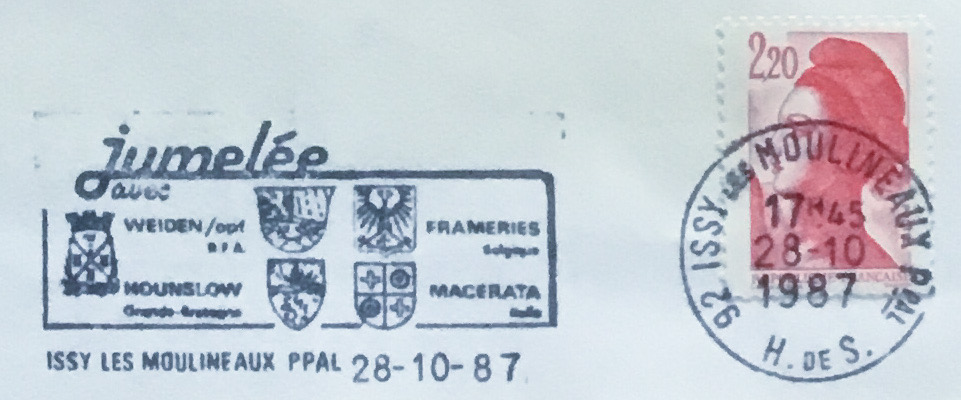 jumelée
avec
WEIDEN/opf
R.F.A.
HOUNSLOW
Grande-Bretagne
FRAMERIES
Belgique
MACERATA
Italie
ISSY LES MOULINEAUX PPAL 28-10-87
2,20
92 ISSY LES MOULINEAUX PPAL
17H45
28-10
1987
H. DE S.
REPUBLIQUE FRANCAISE